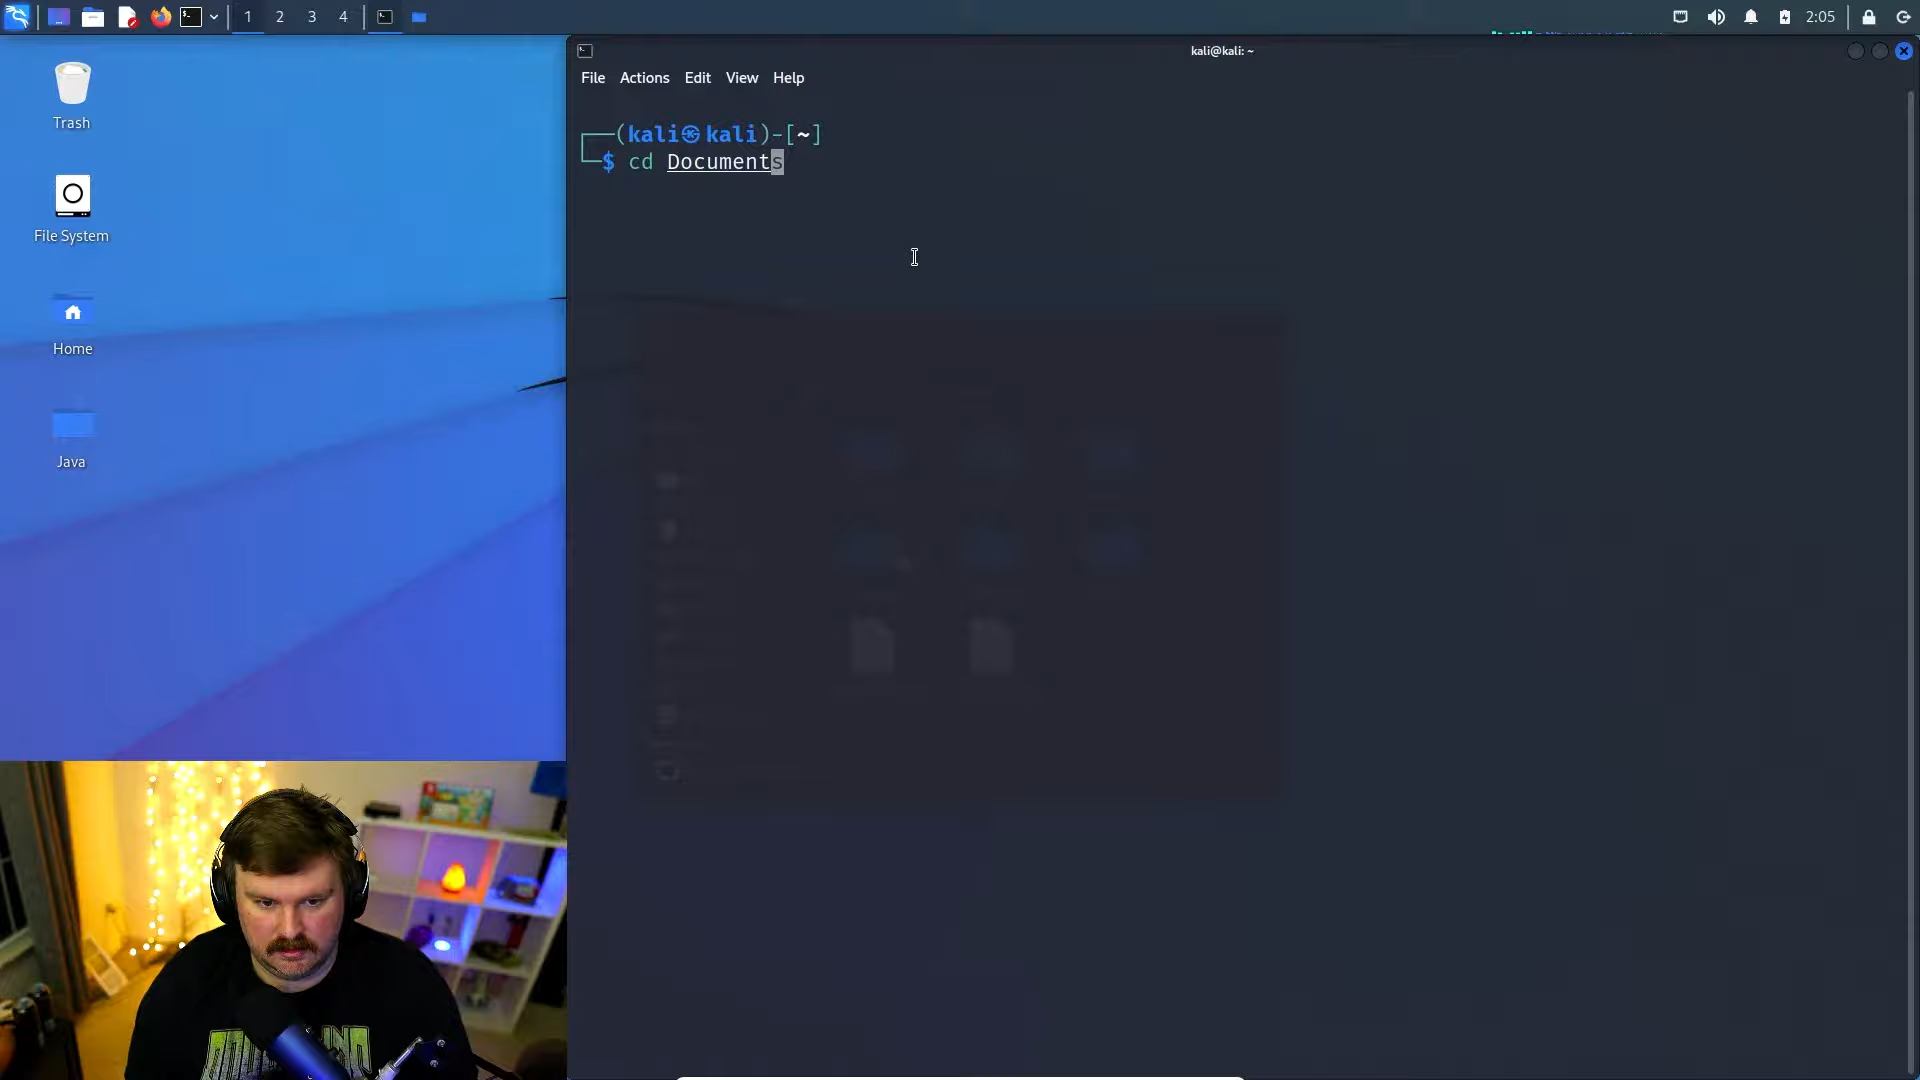 1 2 3 4
2:05
kali@kali: ~
File Actions Edit View Help
Trash
File System
Home
Java
(kali㉿kali)-[~]
$ cd Documents